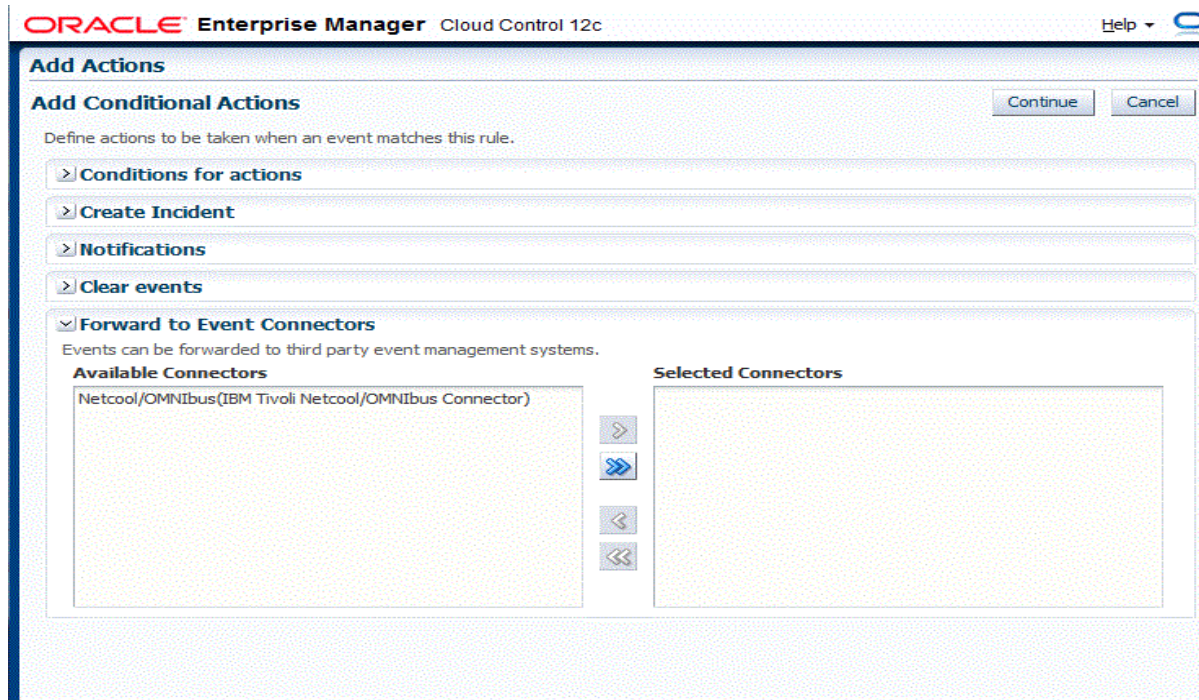 ORACLE Enterprise Manager Cloud Control 12c
Help
Add Actions
Add Conditional Actions
Continue
Cancel
Define actions to be taken when an event matches this rule.
Conditions for actions
Create Incident
Notifications
Clear events
Forward to Event Connectors
Events can be forwarded to third party event management systems.
Available Connectors
Selected Connectors
Netcool/OMNIbus(IBM Tivoli Netcool/OMNIbus Connector)